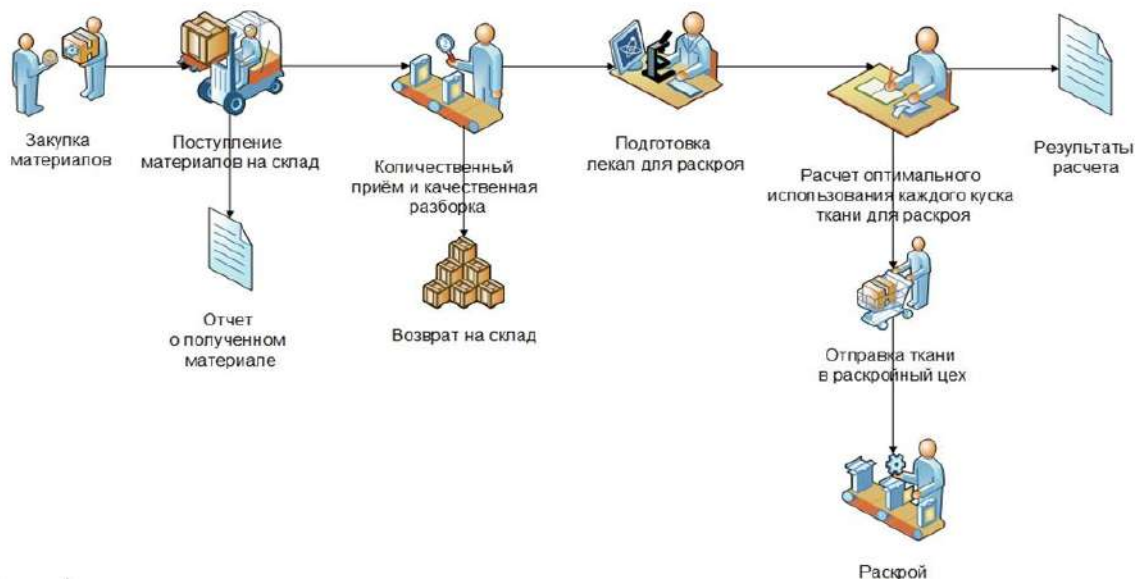 Закупка
материалов
Поступление
материалов на склад
Количественный
приём и качественная
разборка
Подготовка
лекал для раскроя
Расчет оптимального
использования каждого куска
ткани для раскроя
Результаты
расчета
Отчет
о полученном
материале
Возврат на склад
Отправка ткани
в раскройный цех
Раскрой